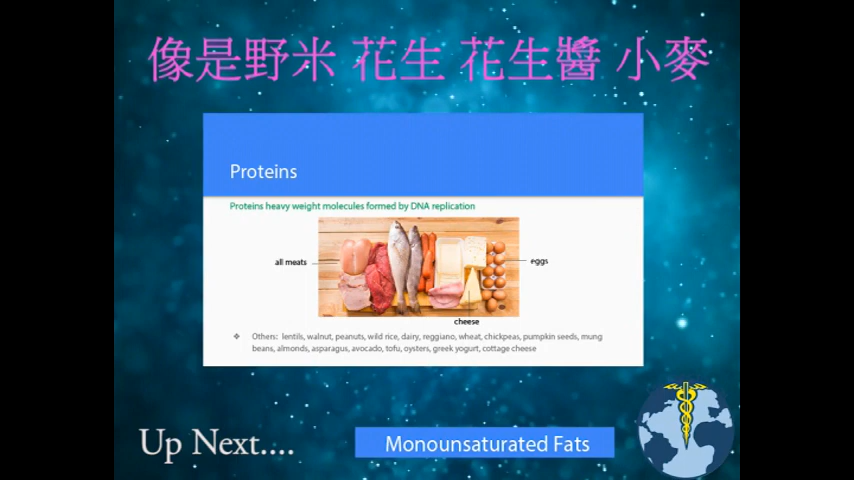 像是野米 花生 花生醬 小麥
Proteins
Proteins heavy weight molecules formed by DNA replication
all meats
eggs
cheese
❖ Others: lentils, walnut, peanuts, wild rice, dairy, reggiano, wheat, chickpeas, pumpkin seeds, mung
beans, almonds, asparagus, avocado, tofu, oysters, greek yogurt, cottage cheese
Up Next....
Monounsaturated Fats